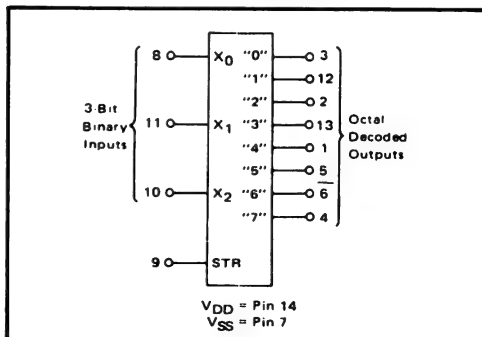 8 X0 "0" 3
"1" 12
"2" 2
3-Bit Binary Inputs
11 X1 "3" 13
Octal Decoded Outputs
"4" 1
"5" 5
10 X2 "6" 6
"7" 4
9 STR
VDD = Pin 14
VSS = Pin 7